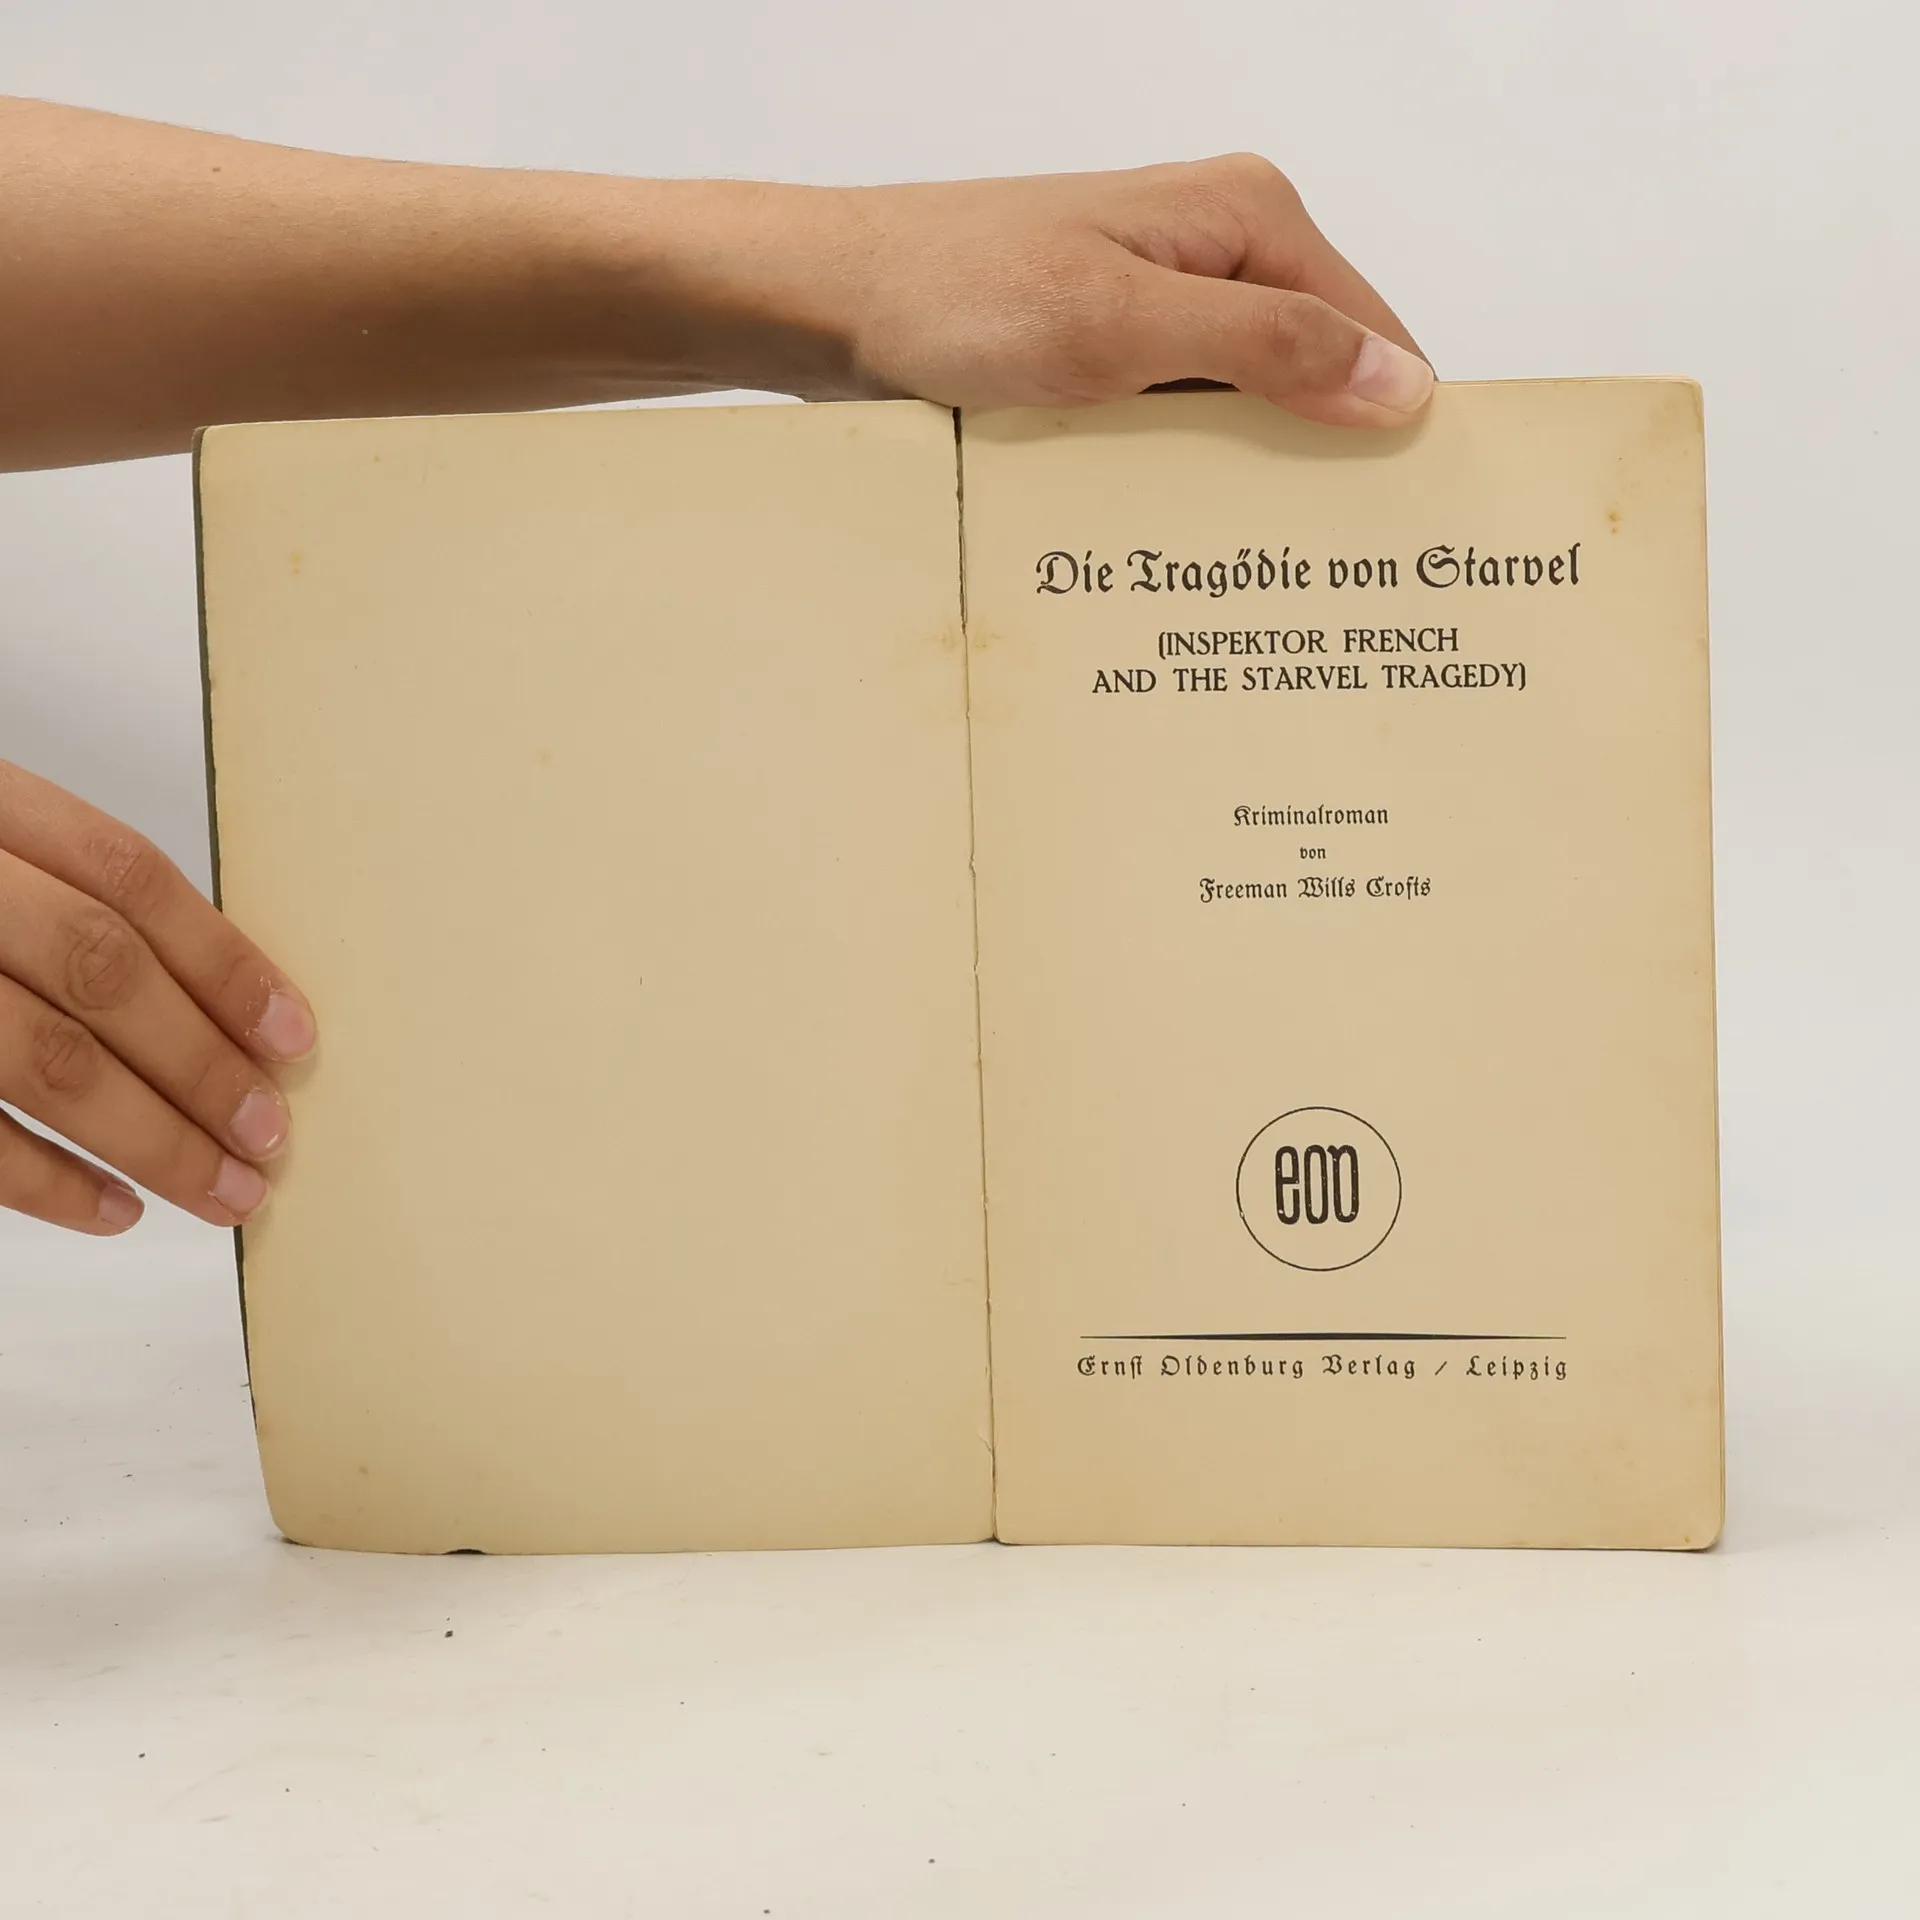 Die Tragödie von Starvel
(INSPEKTOR FRENCH
AND THE STARVEL TRAGEDY)
Kriminalroman
von
Freeman Wills Crofts
eov
Ernst Oldenburg Verlag / Leipzig